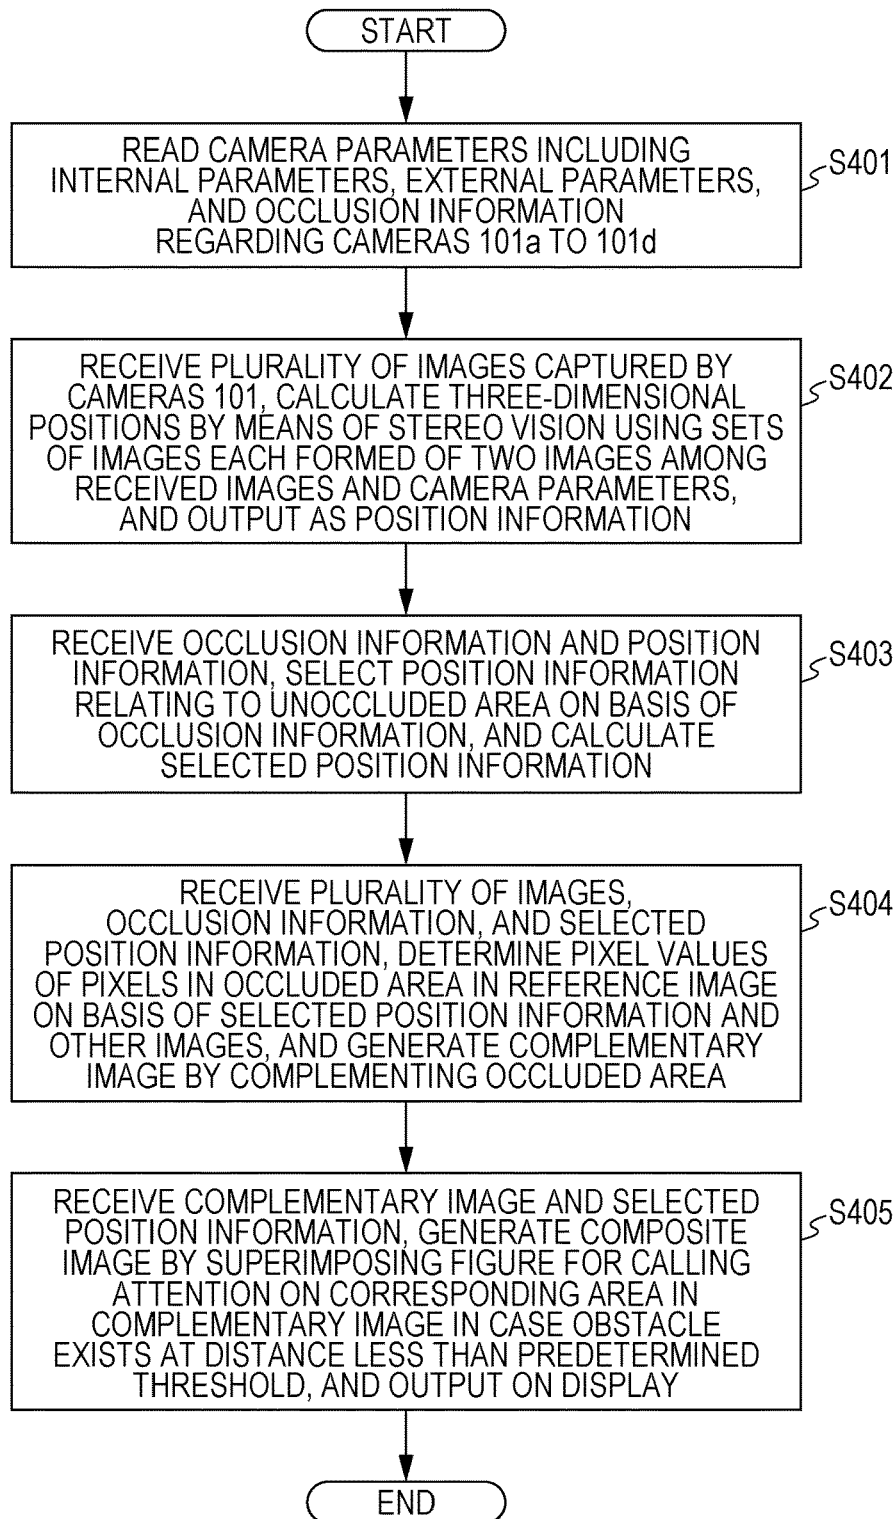 START
READ CAMERA PARAMETERS INCLUDING
INTERNAL PARAMETERS, EXTERNAL PARAMETERS,
AND OCCLUSION INFORMATION
REGARDING CAMERAS 101a TO 101d
S401
RECEIVE PLURALITY OF IMAGES CAPTURED BY
CAMERAS 101, CALCULATE THREE-DIMENSIONAL
POSITIONS BY MEANS OF STEREO VISION USING SETS
OF IMAGES EACH FORMED OF TWO IMAGES AMONG
RECEIVED IMAGES AND CAMERA PARAMETERS,
AND OUTPUT AS POSITION INFORMATION
S402
RECEIVE OCCLUSION INFORMATION AND POSITION
INFORMATION, SELECT POSITION INFORMATION
RELATING TO UNOCCLUDED AREA ON BASIS OF
OCCLUSION INFORMATION, AND CALCULATE
SELECTED POSITION INFORMATION
S403
RECEIVE PLURALITY OF IMAGES,
OCCLUSION INFORMATION, AND SELECTED
POSITION INFORMATION, DETERMINE PIXEL VALUES
OF PIXELS IN OCCLUDED AREA IN REFERENCE IMAGE
ON BASIS OF SELECTED POSITION INFORMATION AND
OTHER IMAGES, AND GENERATE COMPLEMENTARY
IMAGE BY COMPLEMENTING OCCLUDED AREA
S404
RECEIVE COMPLEMENTARY IMAGE AND SELECTED
POSITION INFORMATION, GENERATE COMPOSITE
IMAGE BY SUPERIMPOSING FIGURE FOR CALLING
ATTENTION ON CORRESPONDING AREA IN
COMPLEMENTARY IMAGE IN CASE OBSTACLE
EXISTS AT DISTANCE LESS THAN PREDETERMINED
THRESHOLD, AND OUTPUT ON DISPLAY
S405
END